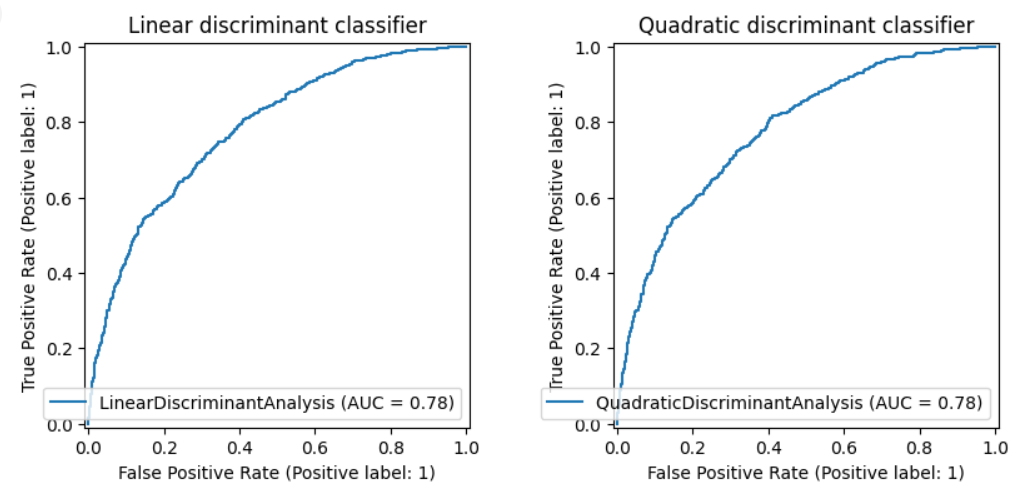 Linear discriminant classifier
True Positive Rate (Positive label: 1)
1.0
0.8
0.6
0.4
0.2
0.0
LinearDiscriminantAnalysis (AUC = 0.78)
0.0 0.2 0.4 0.6 0.8 1.0
False Positive Rate (Positive label: 1)
Quadratic discriminant classifier
True Positive Rate (Positive label: 1)
1.0
0.8
0.6
0.4
0.2
0.0
QuadraticDiscriminantAnalysis (AUC = 0.78)
0.0 0.2 0.4 0.6 0.8 1.0
False Positive Rate (Positive label: 1)